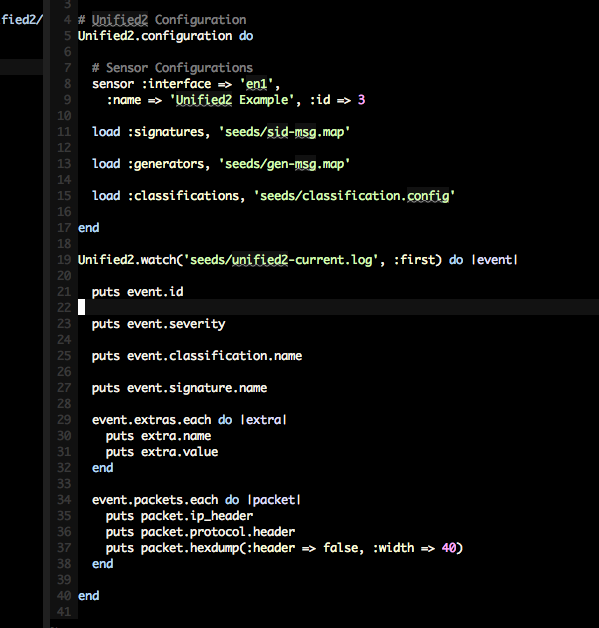 fied2/
3
4 # Unified2 Configuration
5 Unified2.configuration do
6
7 # Sensor Configurations
8 sensor :interface => 'en1',
9 :name => 'Unified2 Example', :id => 3
10
11 load :signatures, 'seeds/sid-msg.map'
12
13 load :generators, 'seeds/gen-msg.map'
14
15 load :classifications, 'seeds/classification.config'
16
17 end
18
19 Unified2.watch('seeds/unified2-current.log', :first) do |event|
20
21 puts event.id
22
23 puts event.severity
24
25 puts event.classification.name
26
27 puts event.signature.name
28
29 event.extras.each do |extra|
30 puts extra.name
31 puts extra.value
32 end
33
34 event.packets.each do |packet|
35 puts packet.ip_header
36 puts packet.protocol.header
37 puts packet.hexdump(:header => false, :width => 40)
38 end
39
40 end
41